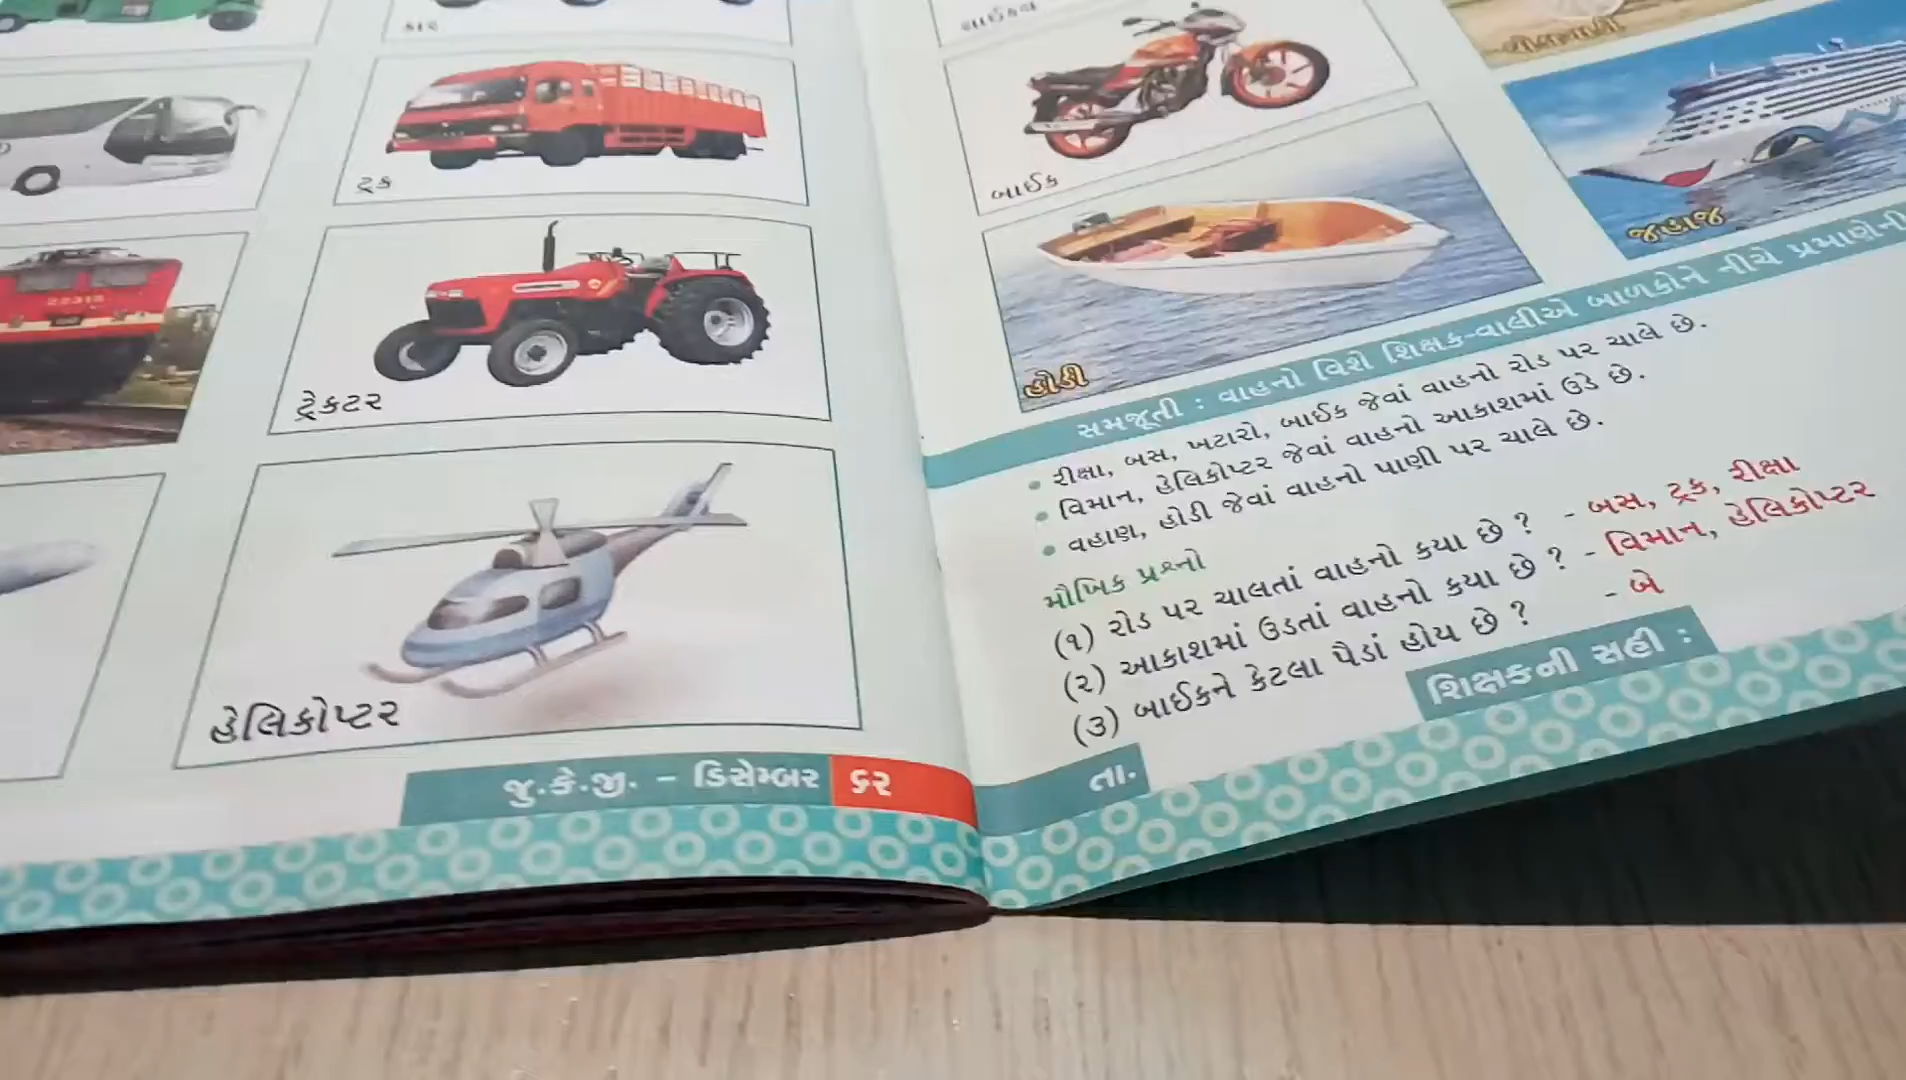 કાર
ટ્રક
ટ્રેકટર
હેલિકોપ્ટર
જુ.કે.જી. - ડિસેમ્બર ૬૨
સાઈકલ
બાઈક
હોડી
જહાજ
સમજૂતી : વાહનો વિશે શિક્ષક-વાલીએ બાળકોને નીચે પ્રમાણેની
• રીક્ષા, બસ, ખટારો, બાઈક જેવાં વાહનો રોડ પર ચાલે છે.
• વિમાન, હેલિકોપ્ટર જેવાં વાહનો આકાશમાં ઉડે છે.
• વહાણ, હોડી જેવાં વાહનો પાણી પર ચાલે છે.
મૌખિક પ્રશ્નો
(૧) રોડ પર ચાલતાં વાહનો કયા છે ? - બસ, ટ્રક, રીક્ષા
(૨) આકાશમાં ઉડતાં વાહનો કયા છે ? - વિમાન, હેલિકોપ્ટર
(૩) બાઈકને કેટલા પૈડાં હોય છે ? - બે
તા. શિક્ષકની સહી :